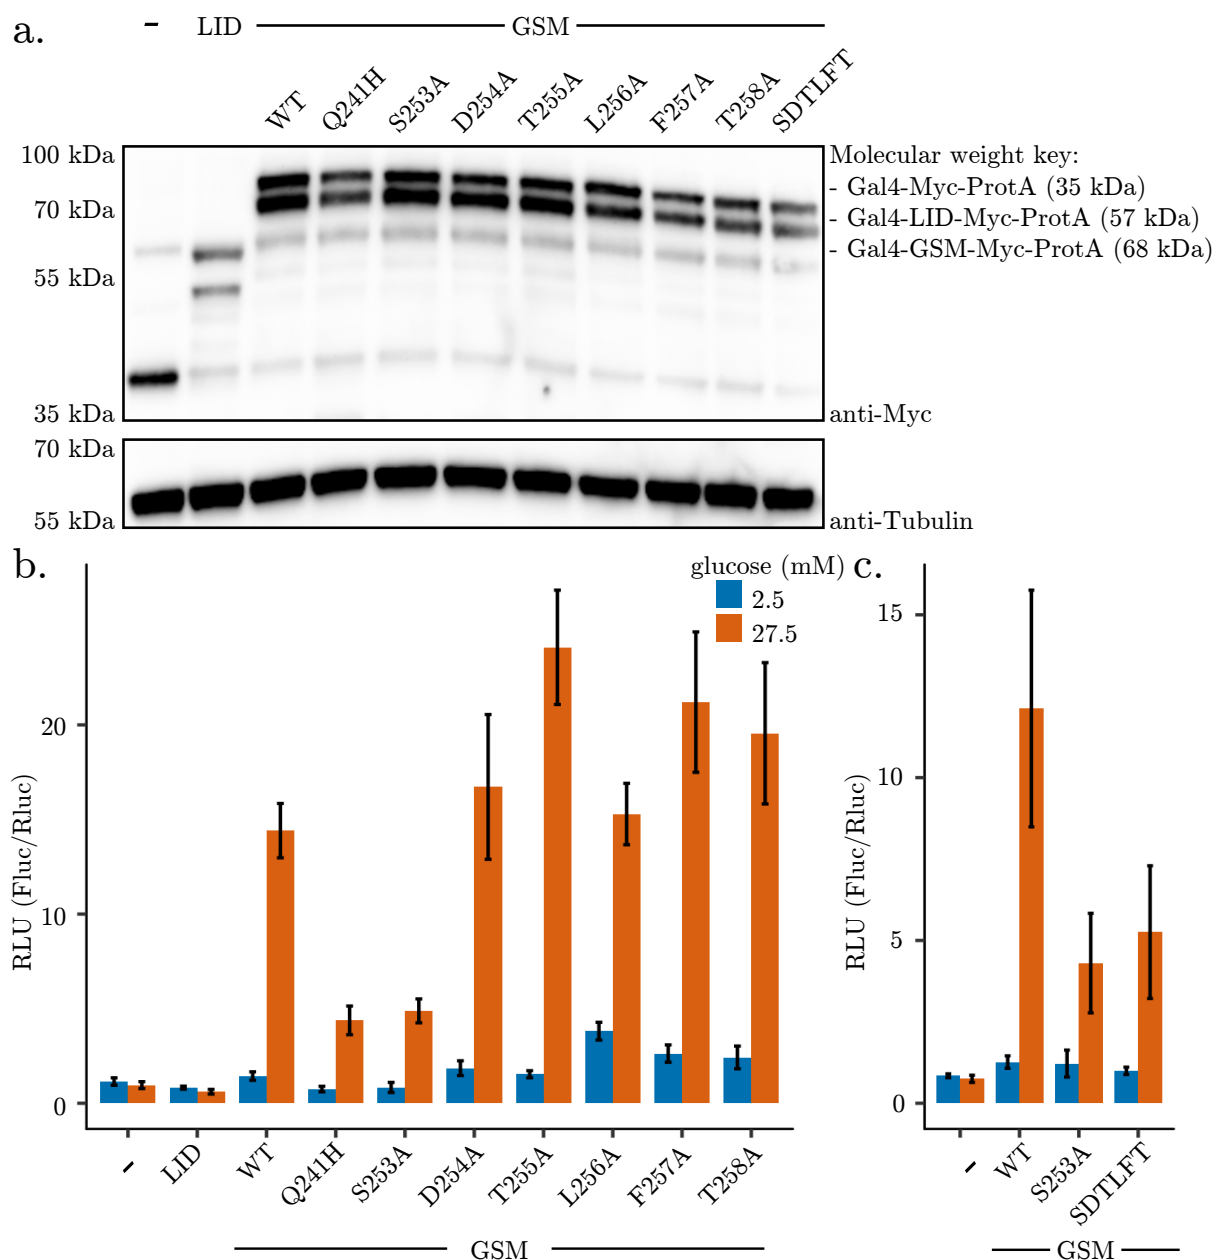 a.
- LID GSM
WT Q241H S253A D254A T255A L256A F257A T258A SDTLFT
100 kDa
70 kDa
55 kDa
35 kDa
Molecular weight key:
- Gal4-Myc-ProtA (35 kDa)
- Gal4-LID-Myc-ProtA (57 kDa)
- Gal4-GSM-Myc-ProtA (68 kDa)
anti-Myc
70 kDa
55 kDa
anti-Tubulin
b.
glucose (mM)
2.5
27.5
RLU (Fluc/Rluc)
20
10
0
- LID WT Q241H S253A D254A T255A L256A F257A T258A
GSM
c.
RLU (Fluc/Rluc)
15
10
5
0
- WT S253A SDTLFT
GSM